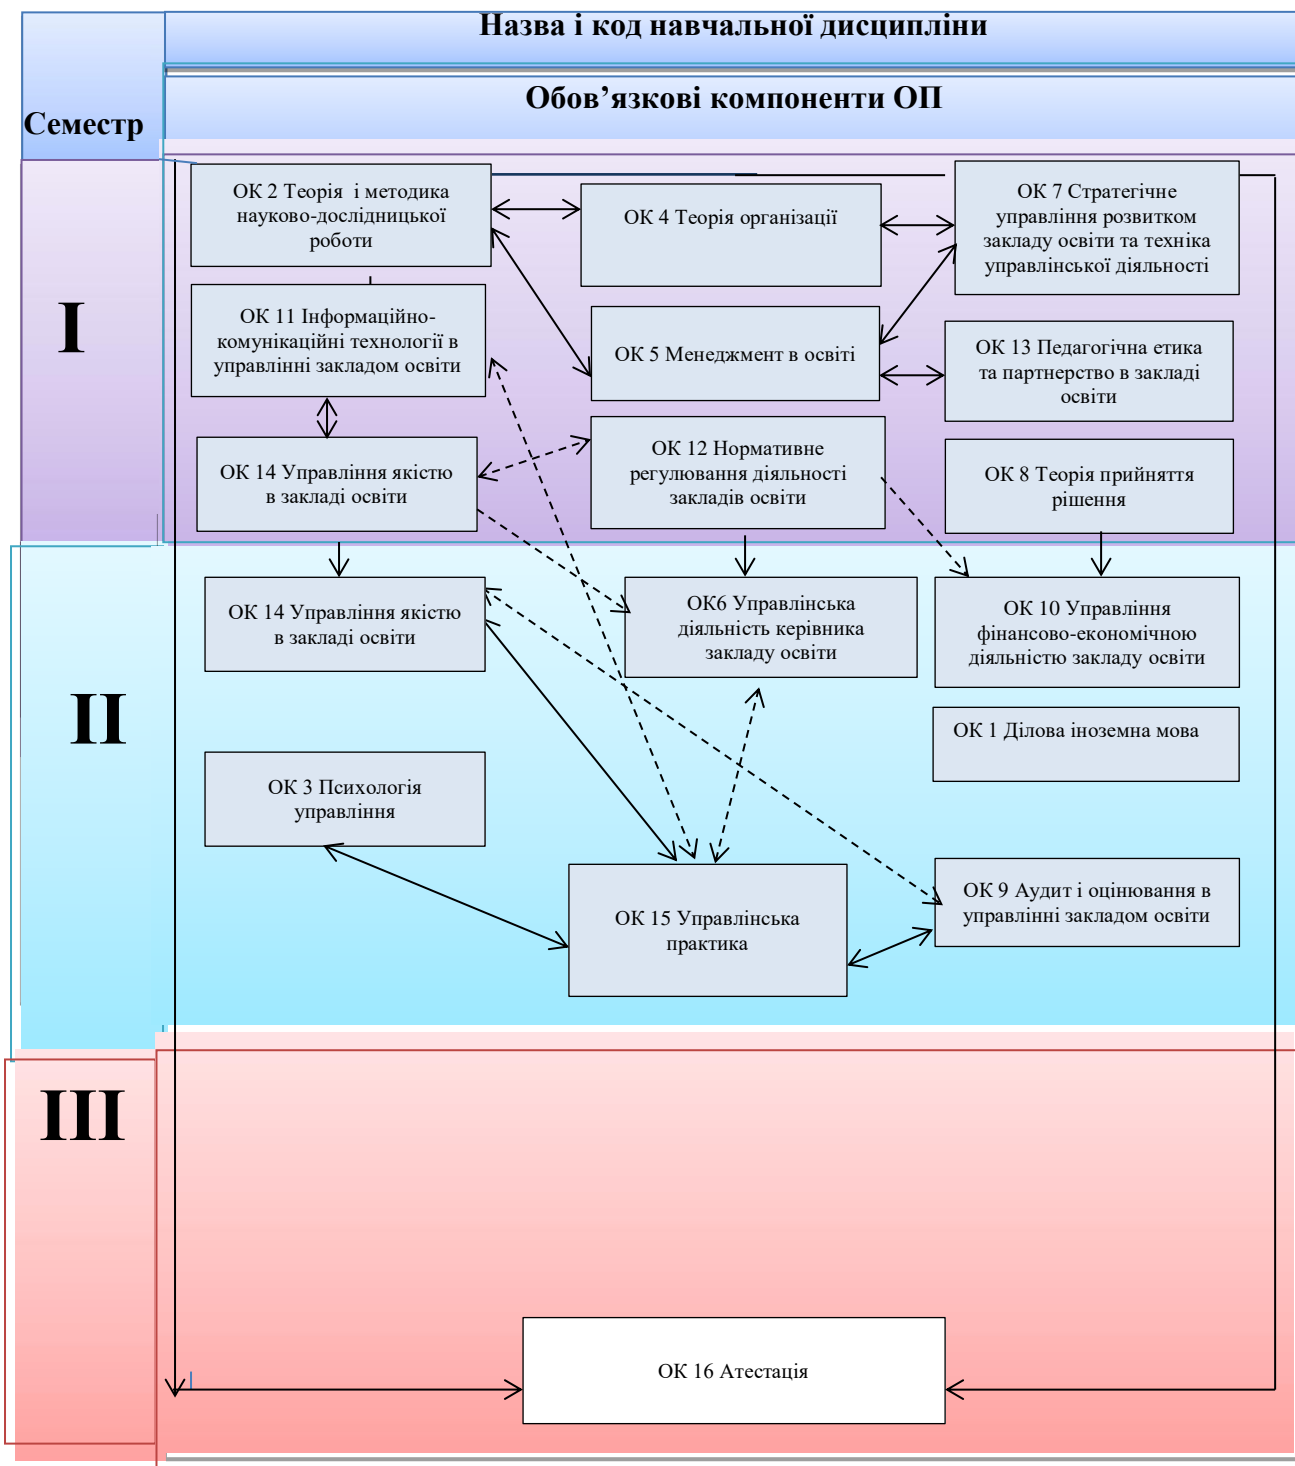 Назва і код навчальної дисципліни
Семестр
Обов’язкові компоненти ОП
I
ОК 2 Теорія і методика
науково-дослідницької
роботи
ОК 4 Теорія організації
ОК 7 Стратегічне
управління розвитком
закладу освіти та техніка
управлінської діяльності
ОК 11 Інформаційно-
комунікаційні технології в
управлінні закладом освіти
ОК 5 Менеджмент в освіті
ОК 13 Педагогічна етика
та партнерство в закладі
освіти
ОК 14 Управління якістю
в закладі освіти
ОК 12 Нормативне
регулювання діяльності
закладів освіти
ОК 8 Теорія прийняття
рішення
II
ОК 14 Управління якістю
в закладі освіти
ОК6 Управлінська
діяльність керівника
закладу освіти
ОК 10 Управління
фінансово-економічною
діяльністю закладу освіти
ОК 1 Ділова іноземна мова
ОК 3 Психологія
управління
ОК 15 Управлінська
практика
ОК 9 Аудит і оцінювання в
управлінні закладом освіти
III
ОК 16 Атестація